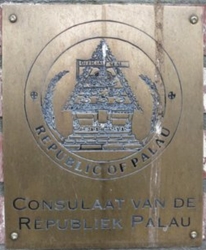 REPUBLIC OF PALAU
CONSULAAT VAN DE
REPUBLIEK PALAU